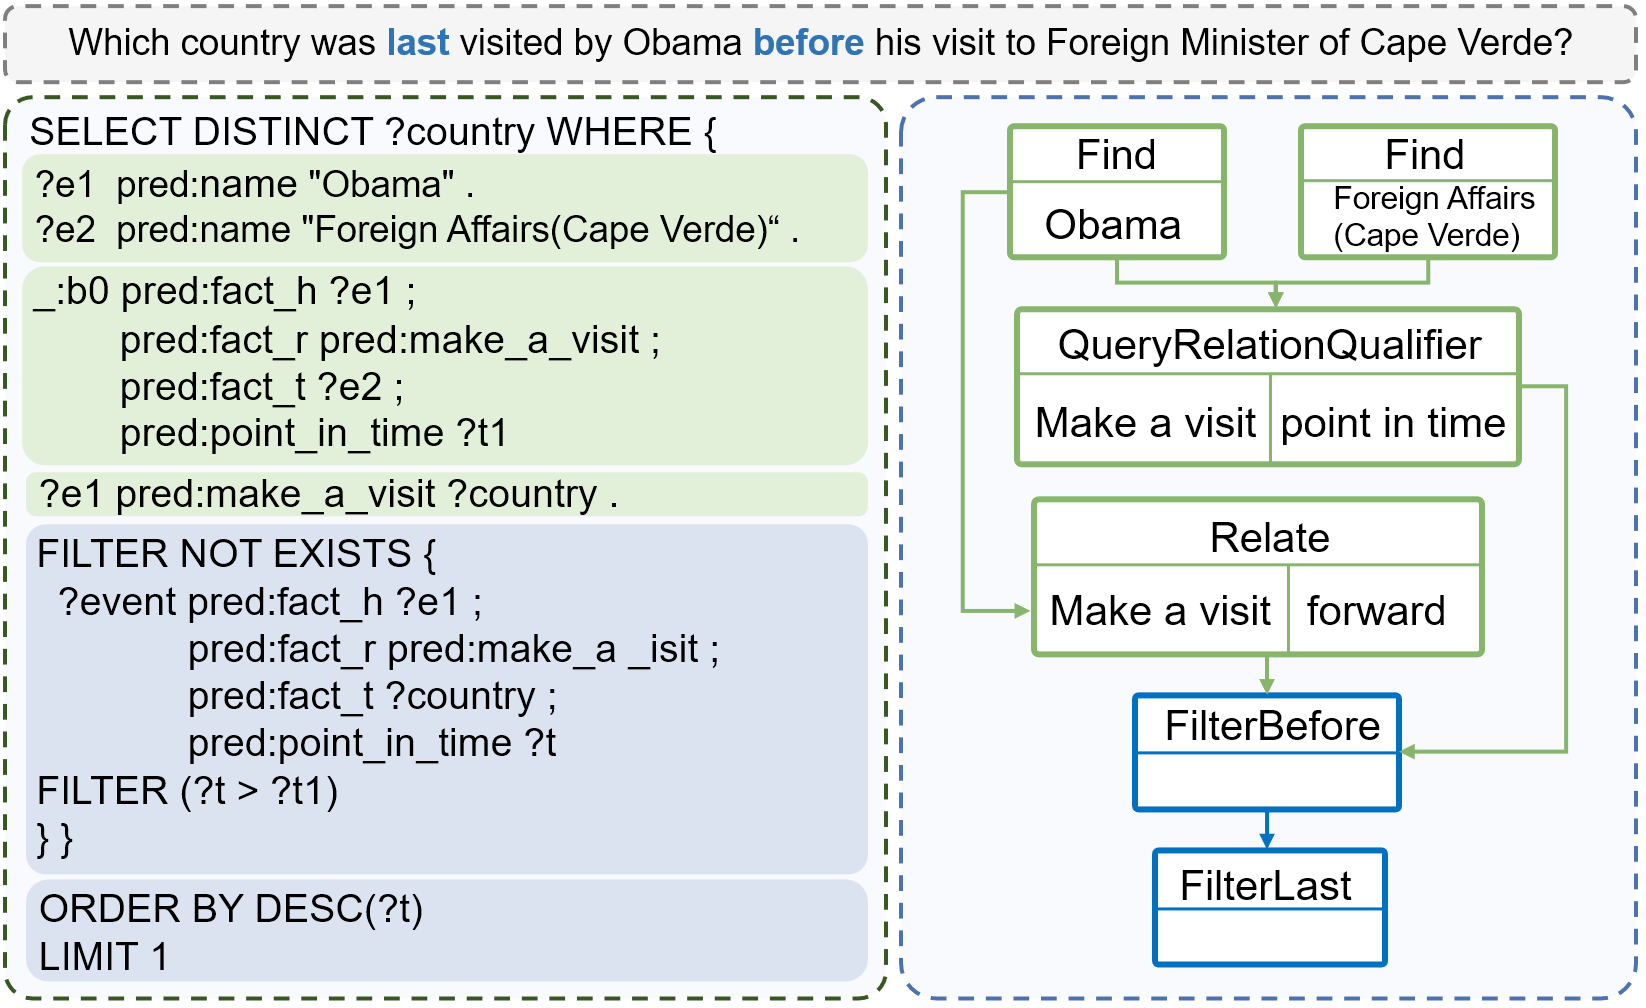 Which country was last visited by Obama before his visit to Foreign Minister of Cape Verde?
SELECT DISTINCT ?country WHERE {
?e1 pred:name "Obama" .
?e2 pred:name "Foreign Affairs(Cape Verde)“ .
_:b0 pred:fact_h ?e1 ;
pred:fact_r pred:make_a_visit ;
pred:fact_t ?e2 ;
pred:point_in_time ?t1
?e1 pred:make_a_visit ?country .
FILTER NOT EXISTS {
?event pred:fact_h ?e1 ;
pred:fact_r pred:make_a _isit ;
pred:fact_t ?country ;
pred:point_in_time ?t
FILTER (?t > ?t1)
} }
ORDER BY DESC(?t)
LIMIT 1
Find
Obama
Find
Foreign Affairs
(Cape Verde)
QueryRelationQualifier
Make a visit
point in time
Relate
Make a visit
forward
FilterBefore
FilterLast